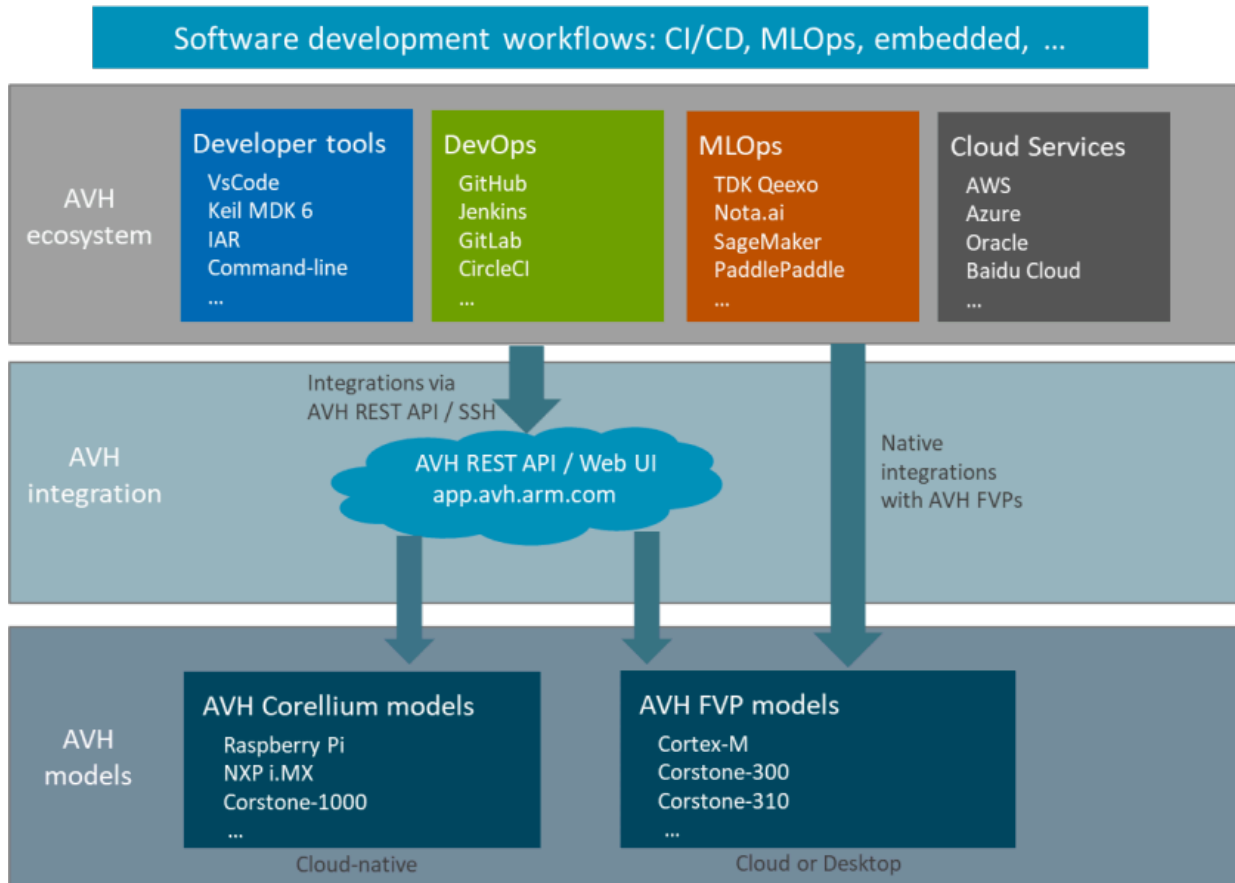 Software development workflows: CI/CD, MLOps, embedded, ...
AVH
ecosystem
Developer tools
VsCode
Keil MDK 6
IAR
Command-line
...
DevOps
GitHub
Jenkins
GitLab
CircleCI
...
MLOps
TDK Qeexo
Nota.ai
SageMaker
PaddlePaddle
...
Cloud Services
AWS
Azure
Oracle
Baidu Cloud
...
AVH
integration
Integrations via
AVH REST API / SSH
AVH REST API / Web UI
app.avh.arm.com
Native
integrations
with AVH FVPs
AVH
models
AVH Corellium models
Raspberry Pi
NXP i.MX
Corstone-1000
...
Cloud-native
AVH FVP models
Cortex-M
Corstone-300
Corstone-310
...
Cloud or Desktop